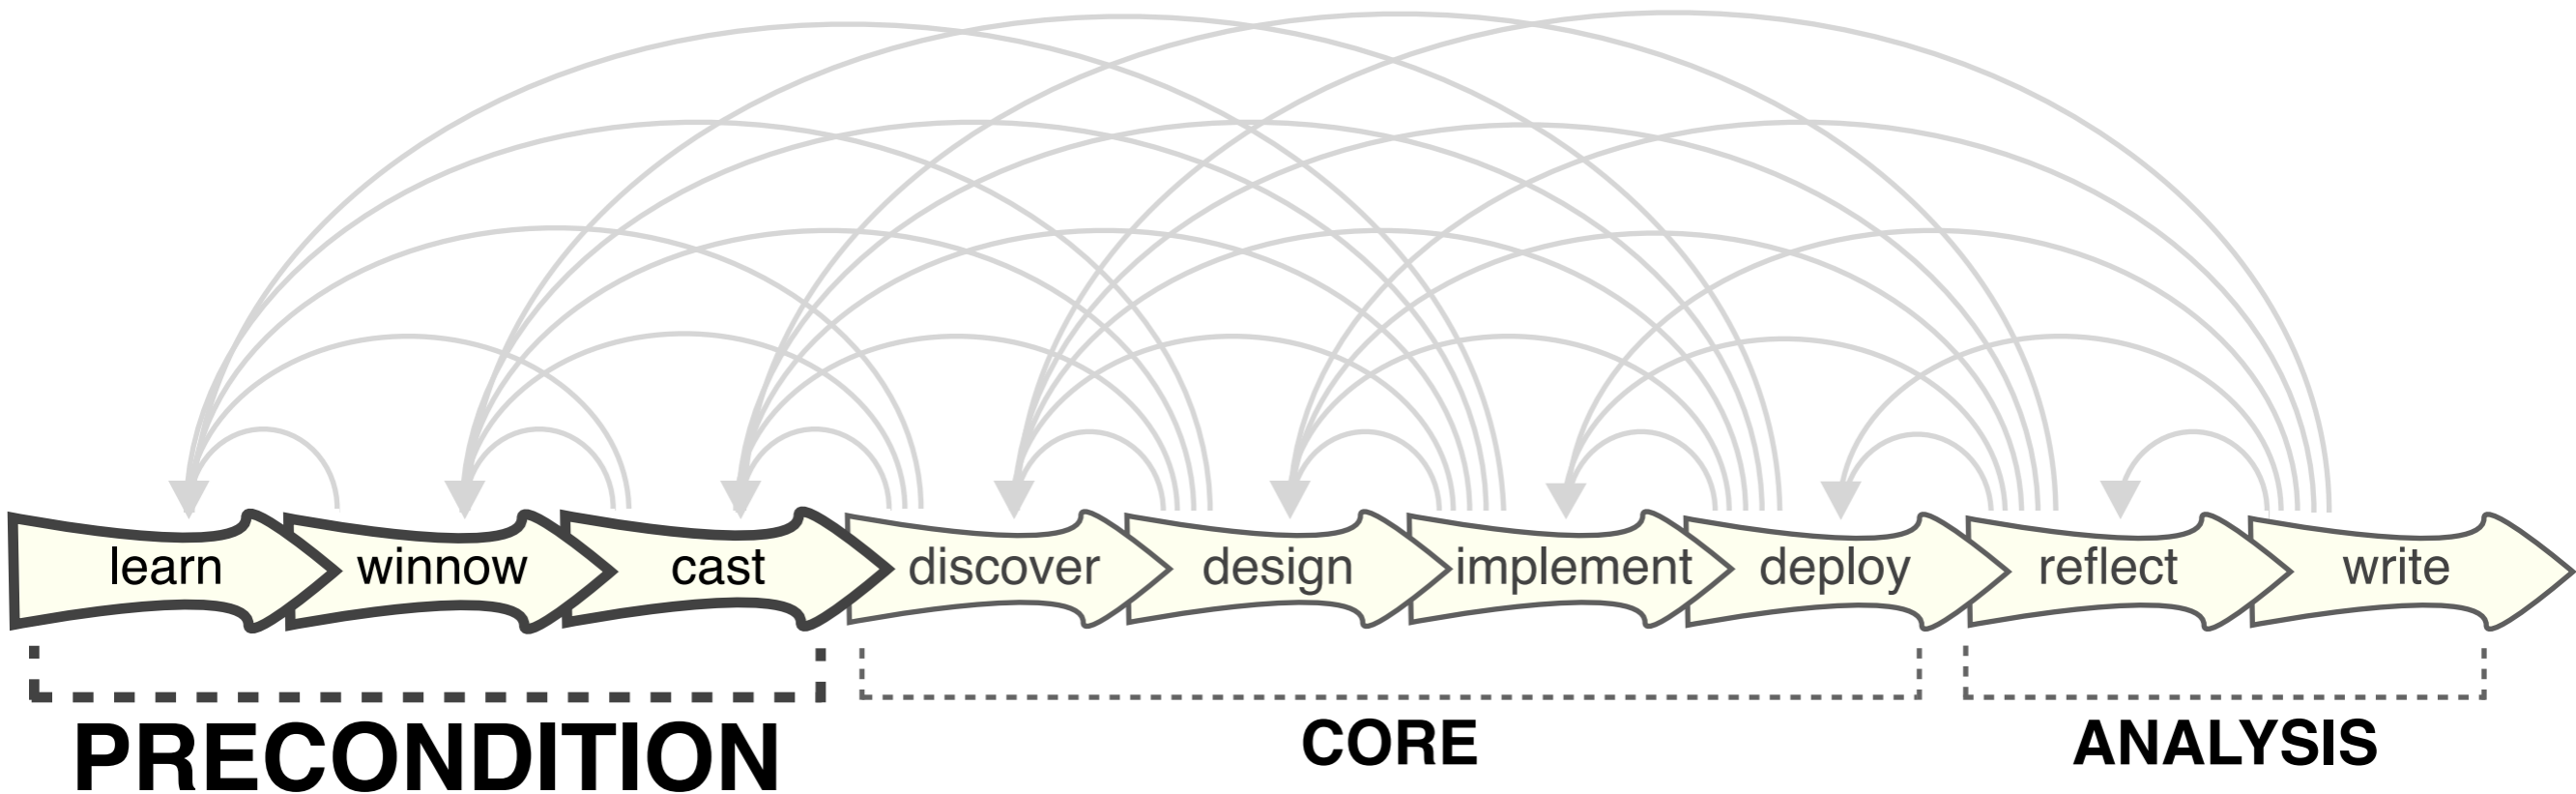 learn winnow cast discover design implement deploy reflect write
PRECONDITION CORE ANALYSIS